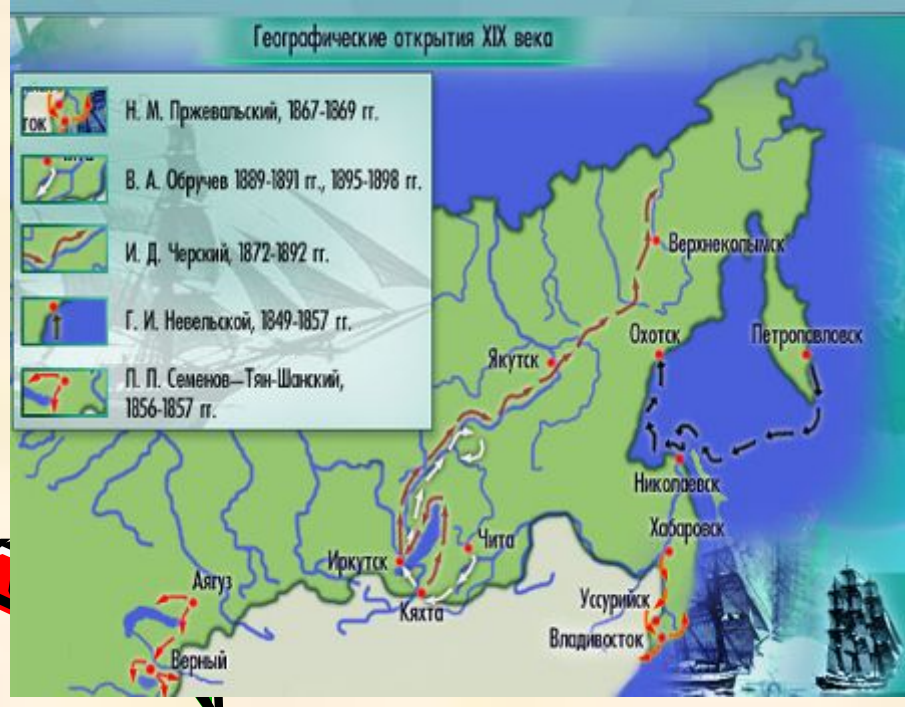 Географические открытия XIX века
ток
Н. М. Пржевальский, 1867-1869 гг.
В. А. Обручев 1889-1891 гг., 1895-1898 гг.
И. Д. Черский, 1872-1892 гг.
Г. И. Невельской, 1849-1857 гг.
П. П. Семенов–Тян-Шанский,
1856-1857 гг.
Верхнеколымск
Охотск
Петропавловск
Якутск
Николаевск
Хабаровск
Чита
Иркутск
Аягуз
Кяхта
Уссурийск
Владивосток
Верный